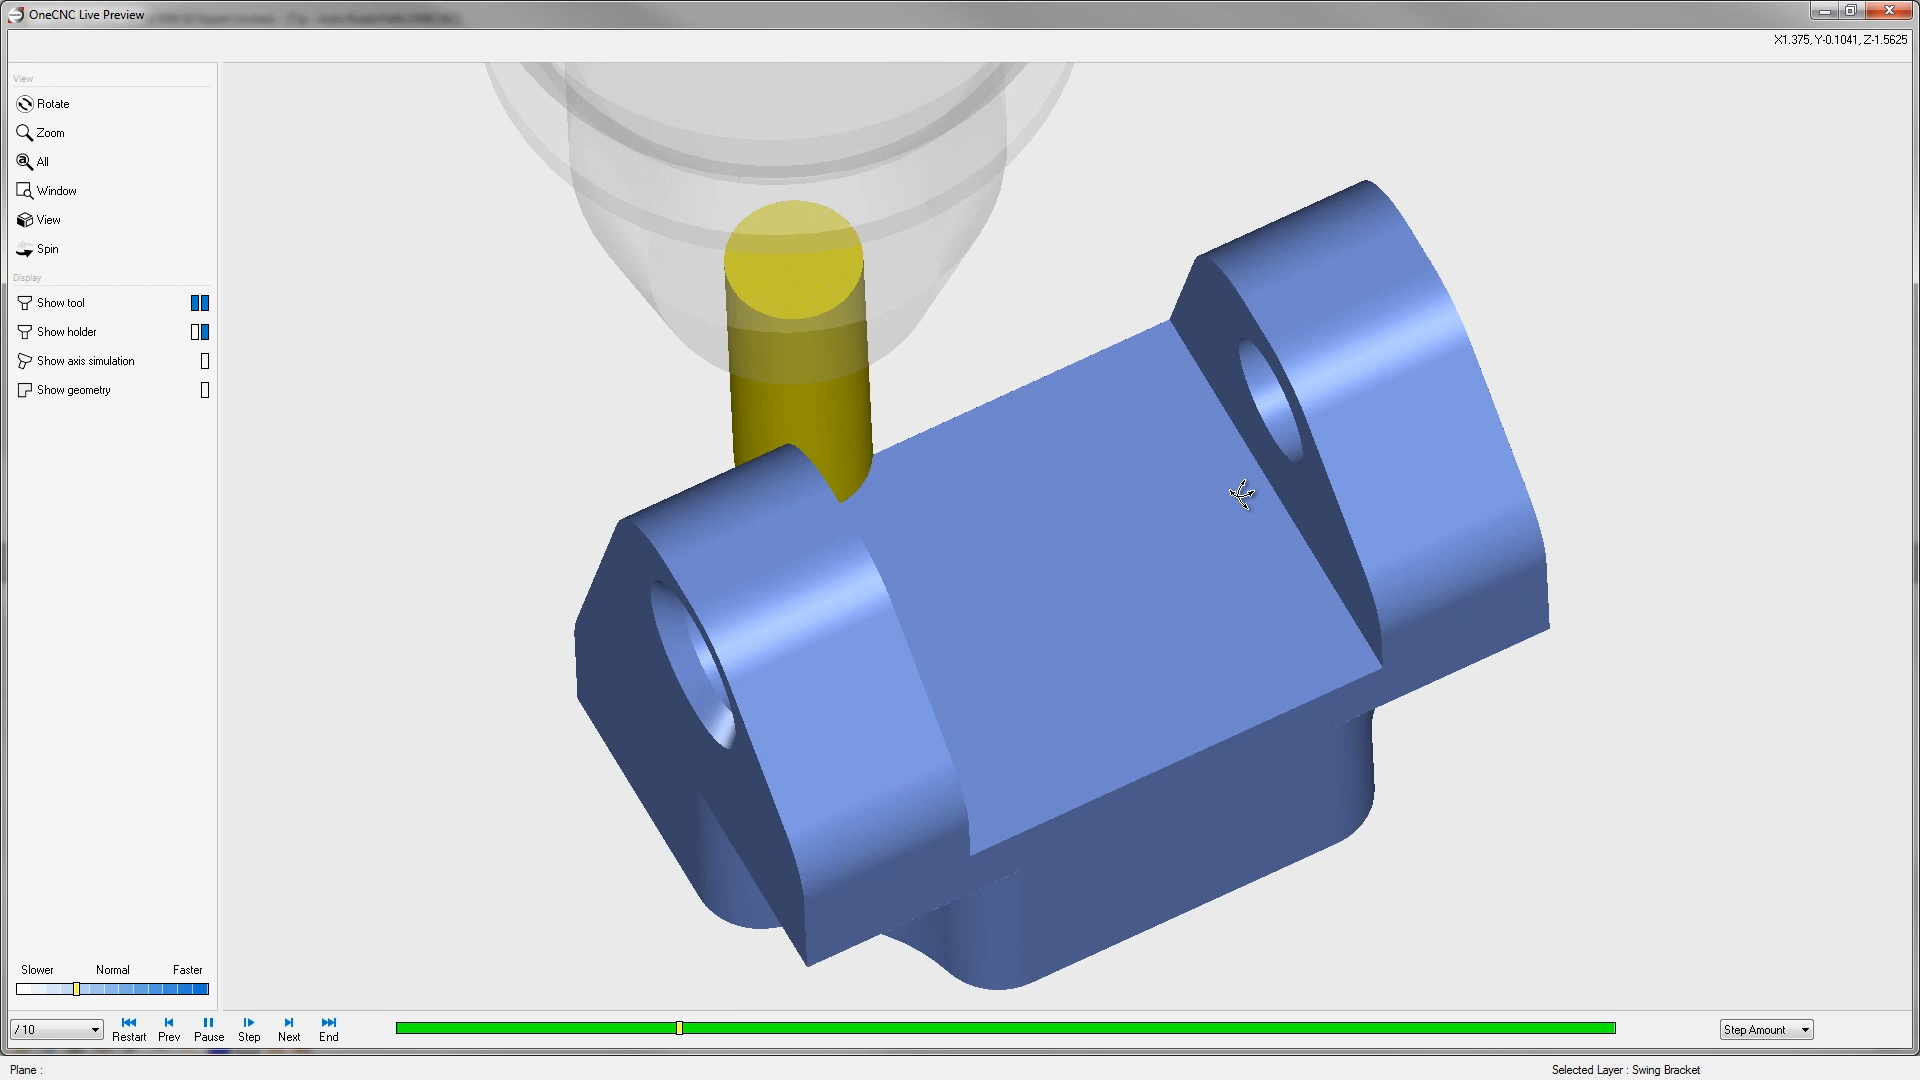 OneCNC Live Preview
X1.375, Y-0.1041, Z-1.5625
View
Rotate
Zoom
All
Window
View
Spin
Display
Show tool
Show holder
Show axis simulation
Show geometry
Slower Normal Faster
/ 10
Restart Prev Pause Step Next End
Step Amount
Plane :
Selected Layer : Swing Bracket